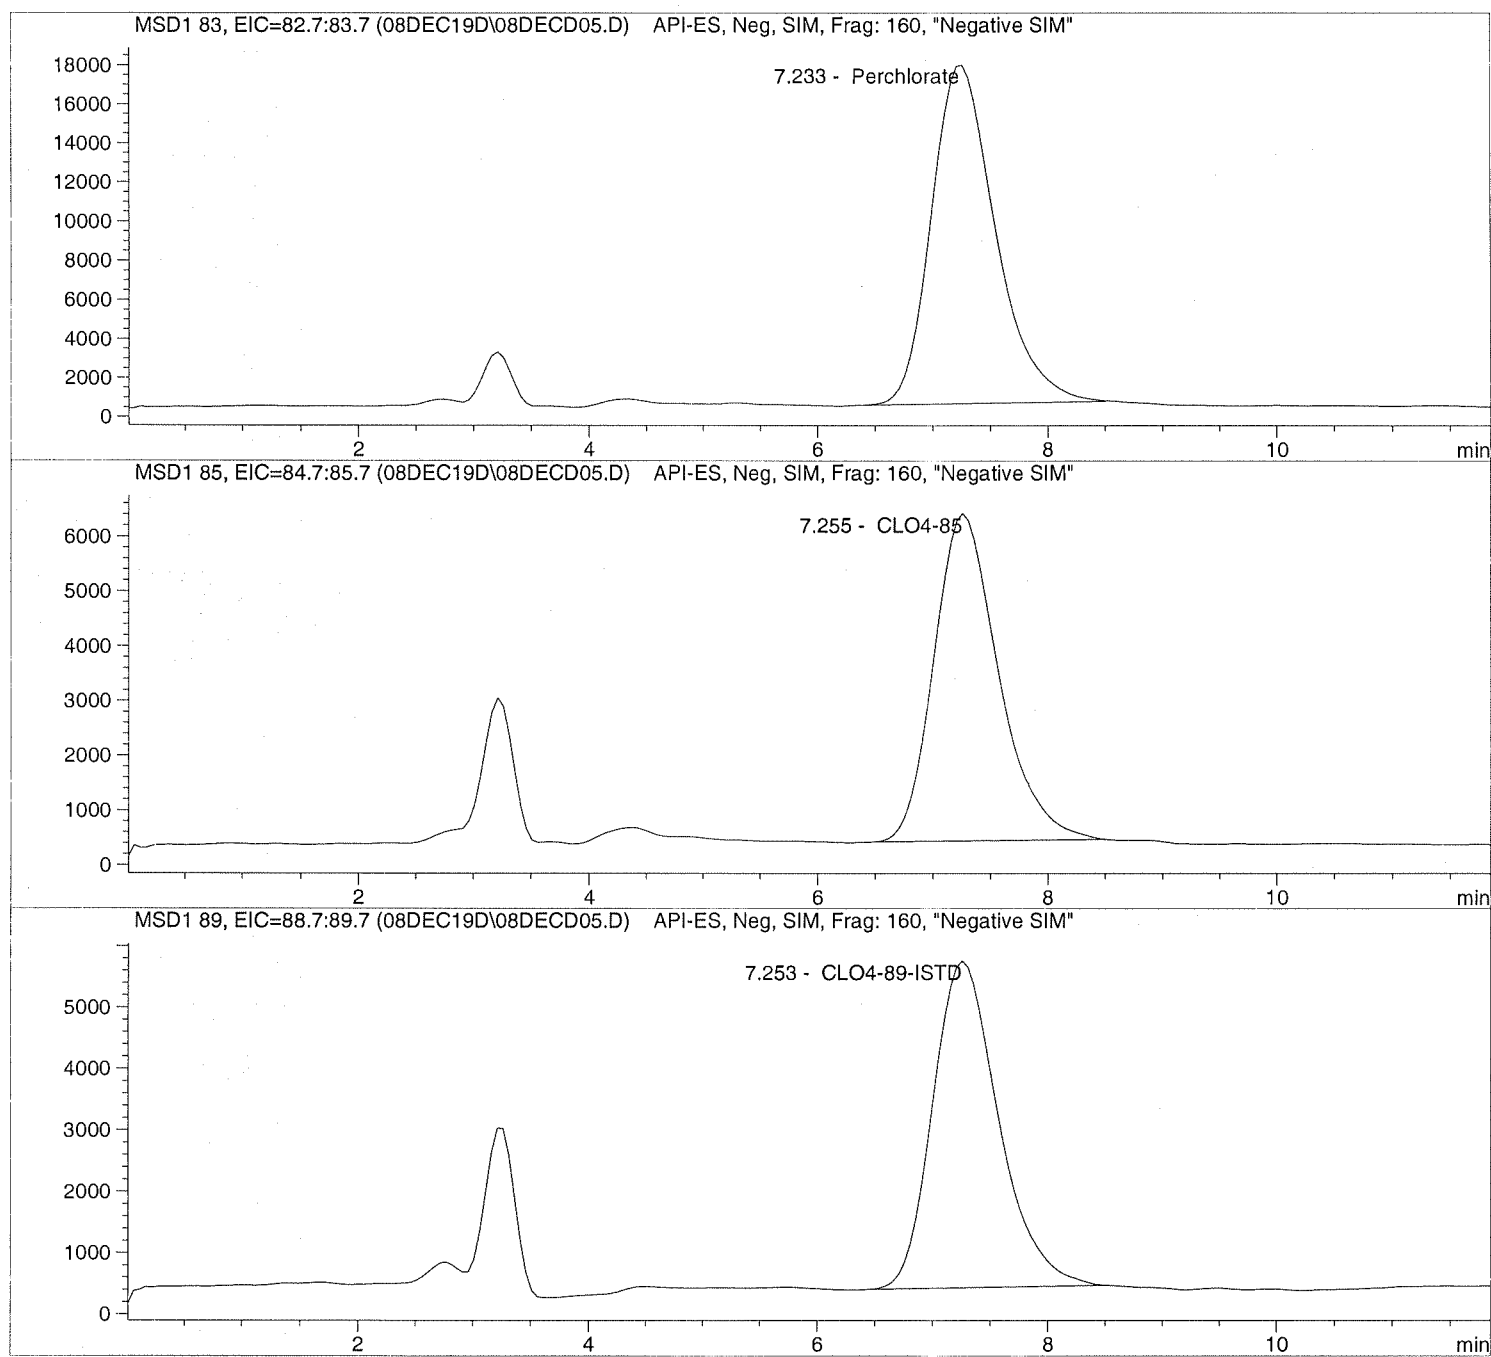 MSD1 83, EIC=82.7:83.7 (08DEC19D\08DECD05.D) API-ES, Neg, SIM, Frag: 160, "Negative SIM"
7.233 - Perchlorate
18000
16000
14000
12000
10000
8000
6000
4000
2000
0
2 4 6 8 10 min
MSD1 85, EIC=84.7:85.7 (08DEC19D\08DECD05.D) API-ES, Neg, SIM, Frag: 160, "Negative SIM"
7.255 - CLO4-85
6000
5000
4000
3000
2000
1000
0
2 4 6 8 10 min
MSD1 89, EIC=88.7:89.7 (08DEC19D\08DECD05.D) API-ES, Neg, SIM, Frag: 160, "Negative SIM"
7.253 - CLO4-89-ISTD
5000
4000
3000
2000
1000
0
2 4 6 8 10 min